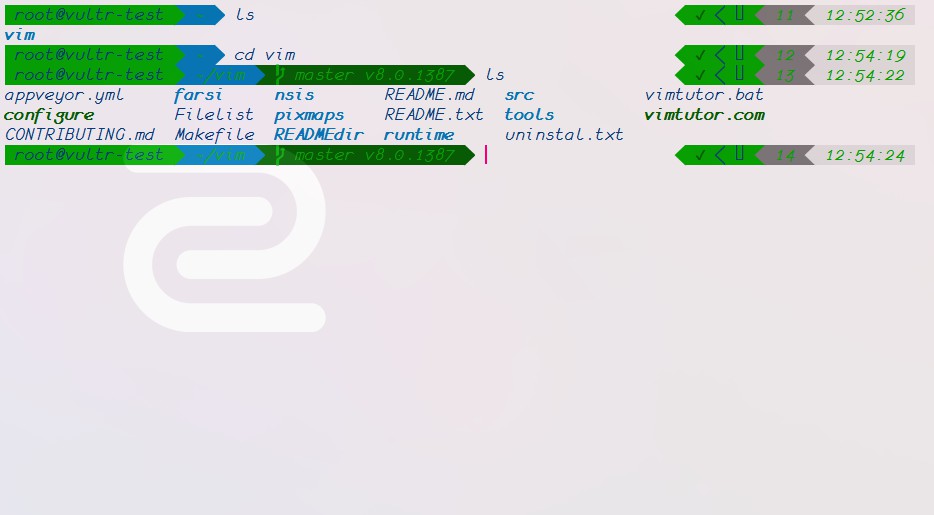 root@vultr-test ~ ls ✓ 11 12:52:36
vim
root@vultr-test ~ cd vim ✓ 12 12:54:19
root@vultr-test ~/vim master v8.0.1387 ls ✓ 13 12:54:22
appveyor.yml farsi nsis README.md src vimtutor.bat
configure Filelist pixmaps README.txt tools vimtutor.com
CONTRIBUTING.md Makefile READMEdir runtime uninstal.txt
root@vultr-test ~/vim master v8.0.1387 ✓ 14 12:54:24